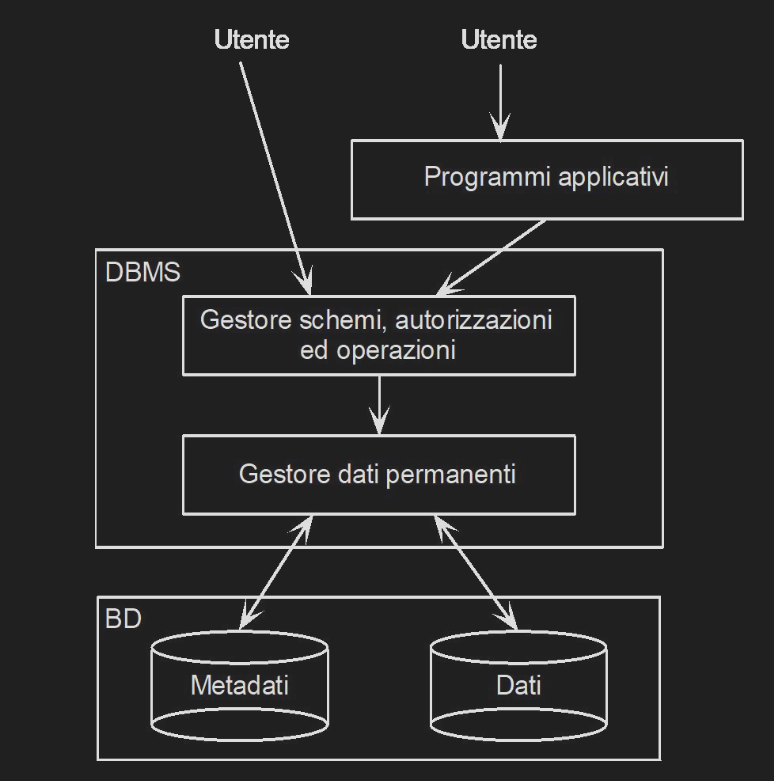 Utente
Utente
Programmi applicativi
DBMS
Gestore schemi, autorizzazioni
ed operazioni
Gestore dati permanenti
BD
Metadati
Dati